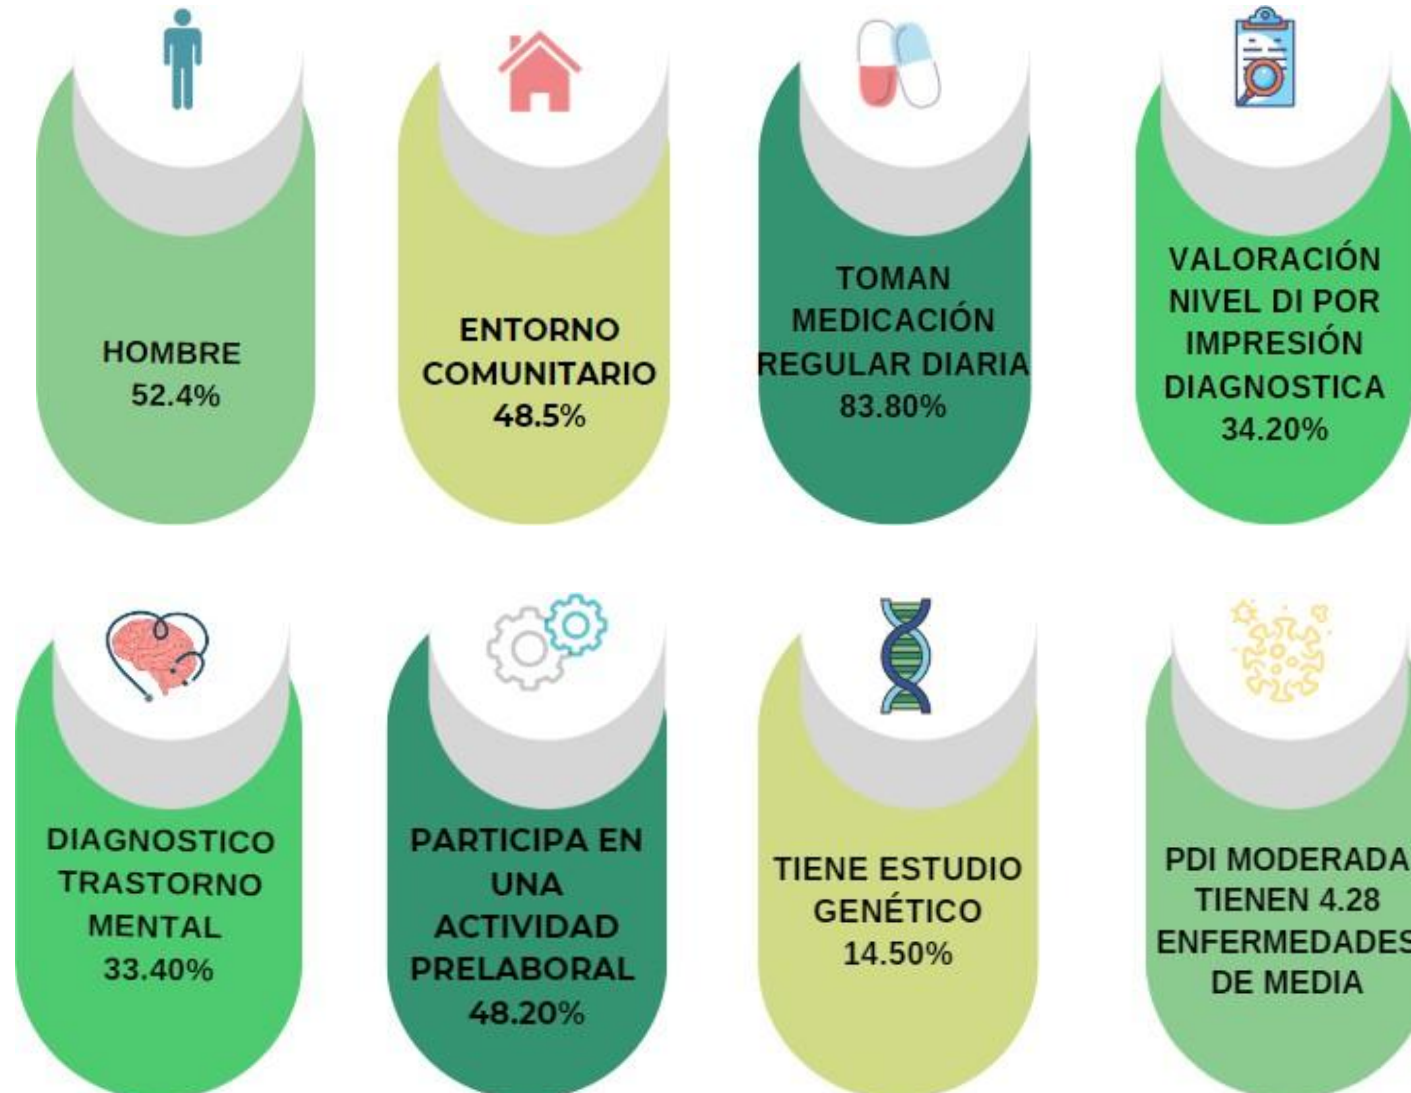 HOMBRE
52.4%
ENTORNO
COMUNITARIO
48.5%
TOMAN
MEDICACIÓN
REGULAR DIARIA
83.80%
VALORACIÓN
NIVEL DI POR
IMPRESIÓN
DIAGNOSTICA
34.20%
DIAGNOSTICO
TRASTORNO
MENTAL
33.40%
PARTICIPA EN
UNA
ACTIVIDAD
PRELABORAL
48.20%
TIENE ESTUDIO
GENÉTICO
14.50%
PDI MODERADA
TIENEN 4.28
ENFERMEDADES
DE MEDIA